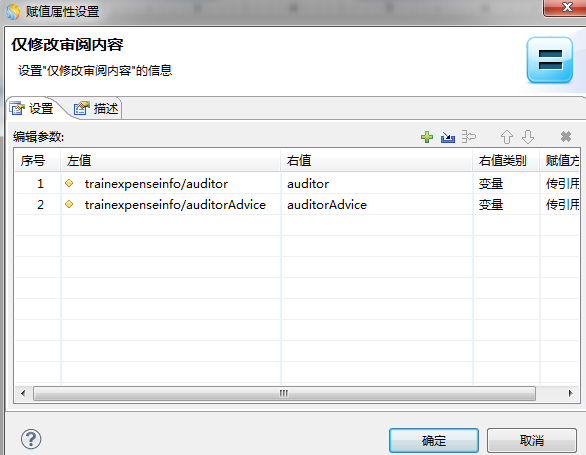 赋值属性设置
仅修改审阅内容
设置"仅修改审阅内容"的信息
设置 描述
编辑参数:
序号 左值 右值 右值类别 赋值方
1 trainexpenseinfo/auditor auditor 变量 传引用
2 trainexpenseinfo/auditorAdvice auditorAdvice 变量 传引用
确定 取消